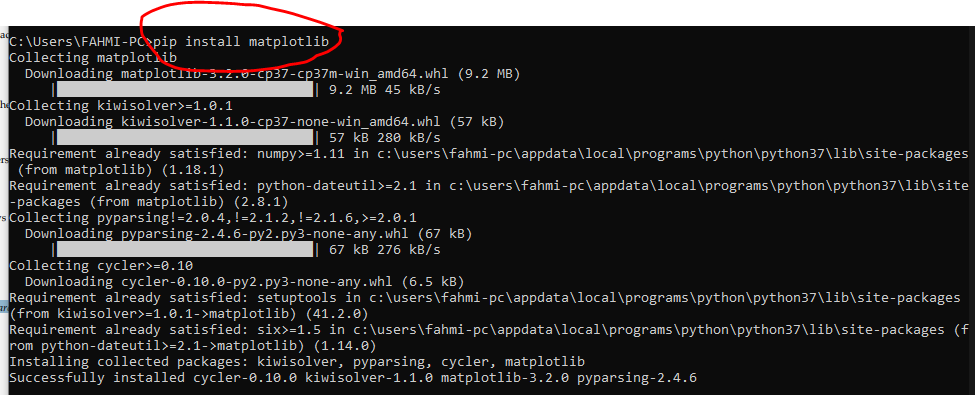 C:\Users\FAHMI-PC>pip install matplotlib
Collecting matplotlib
Downloading matplotlib-3.2.0-cp37-cp37m-win_amd64.whl (9.2 MB)
| | 9.2 MB 45 kB/s
Collecting kiwisolver>=1.0.1
Downloading kiwisolver-1.1.0-cp37-none-win_amd64.whl (57 kB)
| | 57 kB 280 kB/s
Requirement already satisfied: numpy>=1.11 in c:\users\fahmi-pc\appdata\local\programs\python\python37\lib\site-packages
(from matplotlib) (1.18.1)
Requirement already satisfied: python-dateutil>=2.1 in c:\users\fahmi-pc\appdata\local\programs\python\python37\lib\site
-packages (from matplotlib) (2.8.1)
Collecting pyparsing!=2.0.4,!=2.1.2,!=2.1.6,>=2.0.1
Downloading pyparsing-2.4.6-py2.py3-none-any.whl (67 kB)
| | 67 kB 276 kB/s
Collecting cycler>=0.10
Downloading cycler-0.10.0-py2.py3-none-any.whl (6.5 kB)
Requirement already satisfied: setuptools in c:\users\fahmi-pc\appdata\local\programs\python\python37\lib\site-packages
(from kiwisolver>=1.0.1->matplotlib) (41.2.0)
Requirement already satisfied: six>=1.5 in c:\users\fahmi-pc\appdata\local\programs\python\python37\lib\site-packages (f
rom python-dateutil>=2.1->matplotlib) (1.14.0)
Installing collected packages: kiwisolver, pyparsing, cycler, matplotlib
Successfully installed cycler-0.10.0 kiwisolver-1.1.0 matplotlib-3.2.0 pyparsing-2.4.6